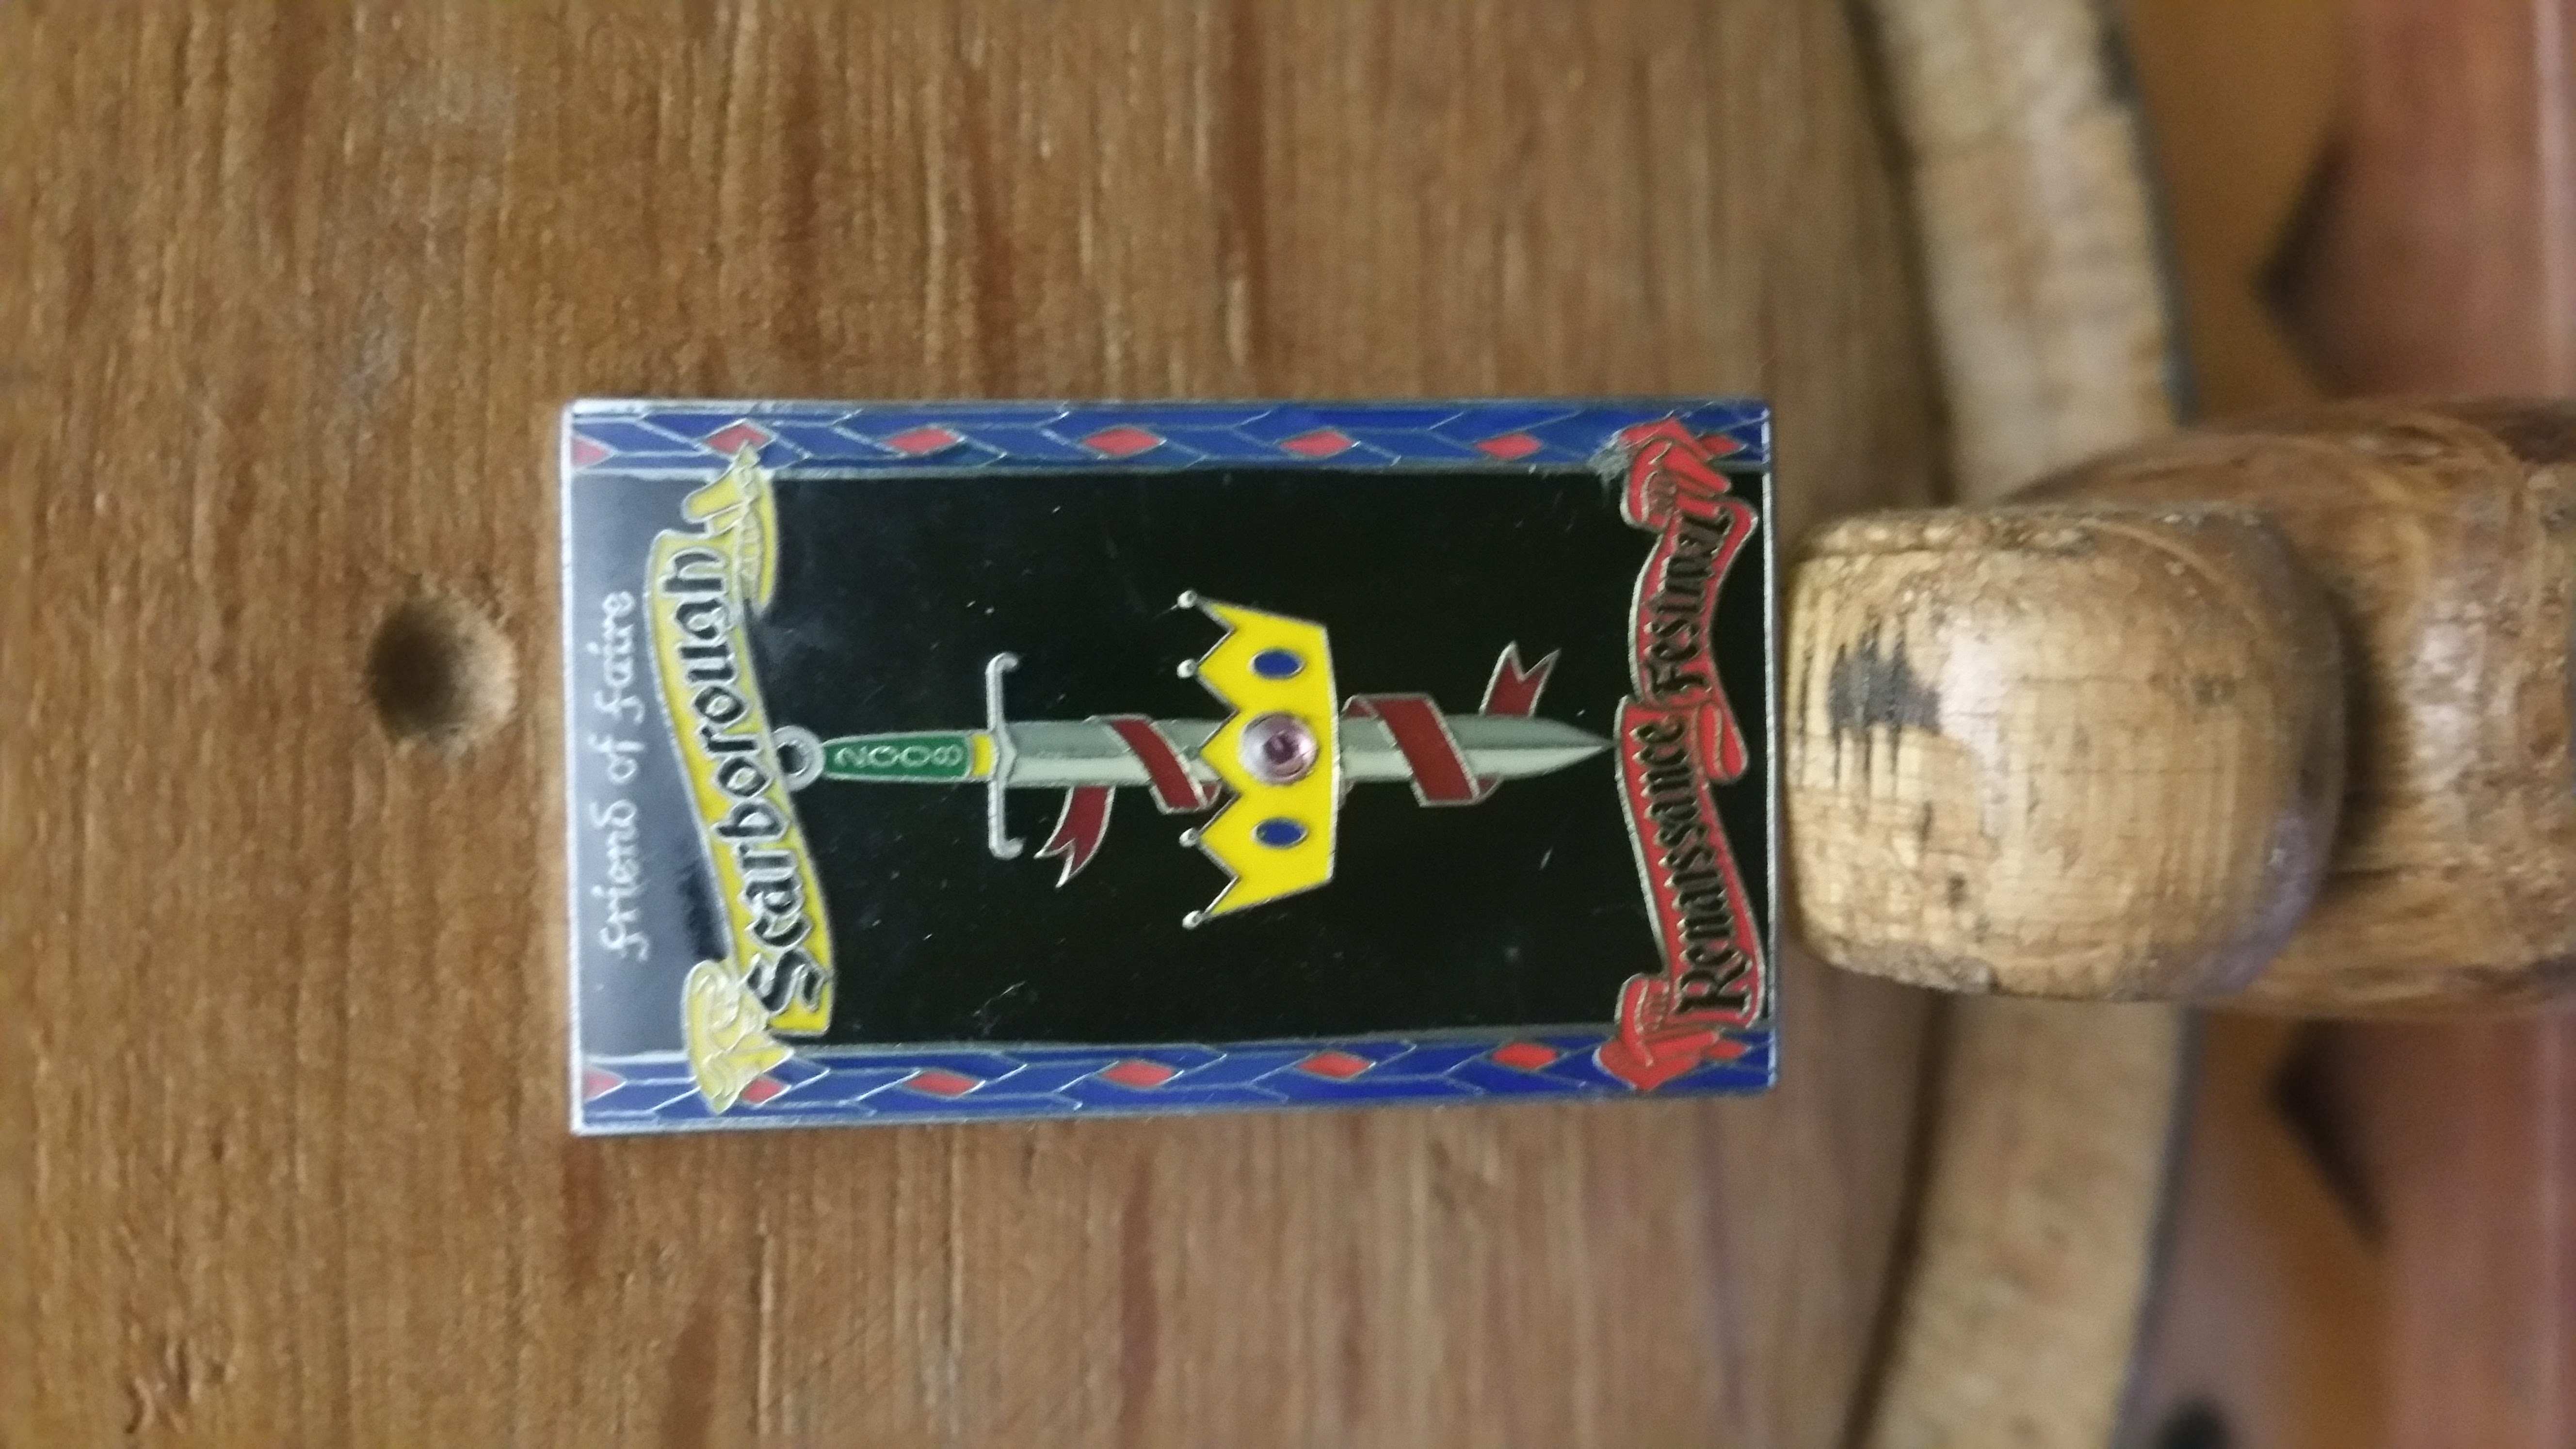 friend of faire
Scarborough
2008
Renaissance Festival